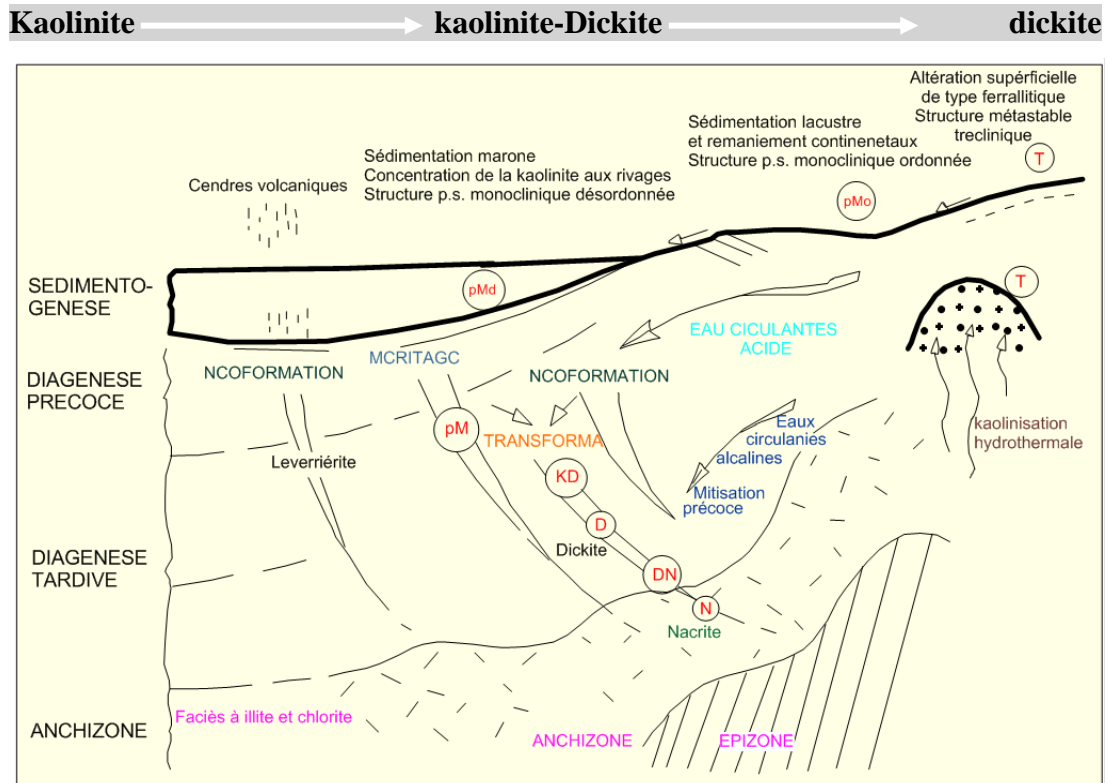 Kaolinite kaolinite-Dickite dickite
Altération supérficielle
de type ferrallitique
Structure métastable
treclinique
T
Sédimentation lacustre
et remaniement continenetaux
Structure p.s. monoclinique ordonnée
pMo
Sédimentation marone
Concentration de la kaolinite aux rivages
Structure p.s. monoclinique désordonnée
Cendres volcaniques
SEDIMENTO-
GENESE
pMd
T
EAU CICULANTES
ACIDE
MCRITAGC
NCOFORMATION
NCOFORMATION
DIAGENESE
PRECOCE
pM
TRANSFORMA
Eaux
circulanies
alcalines
kaolinisation
hydrothermale
Leverriérite
KD
Mitisation
précoce
D
Dickite
DIAGENESE
TARDIVE
DN
N
Nacrite
Faciès à illite et chlorite
ANCHIZONE
ANCHIZONE
EPIZONE